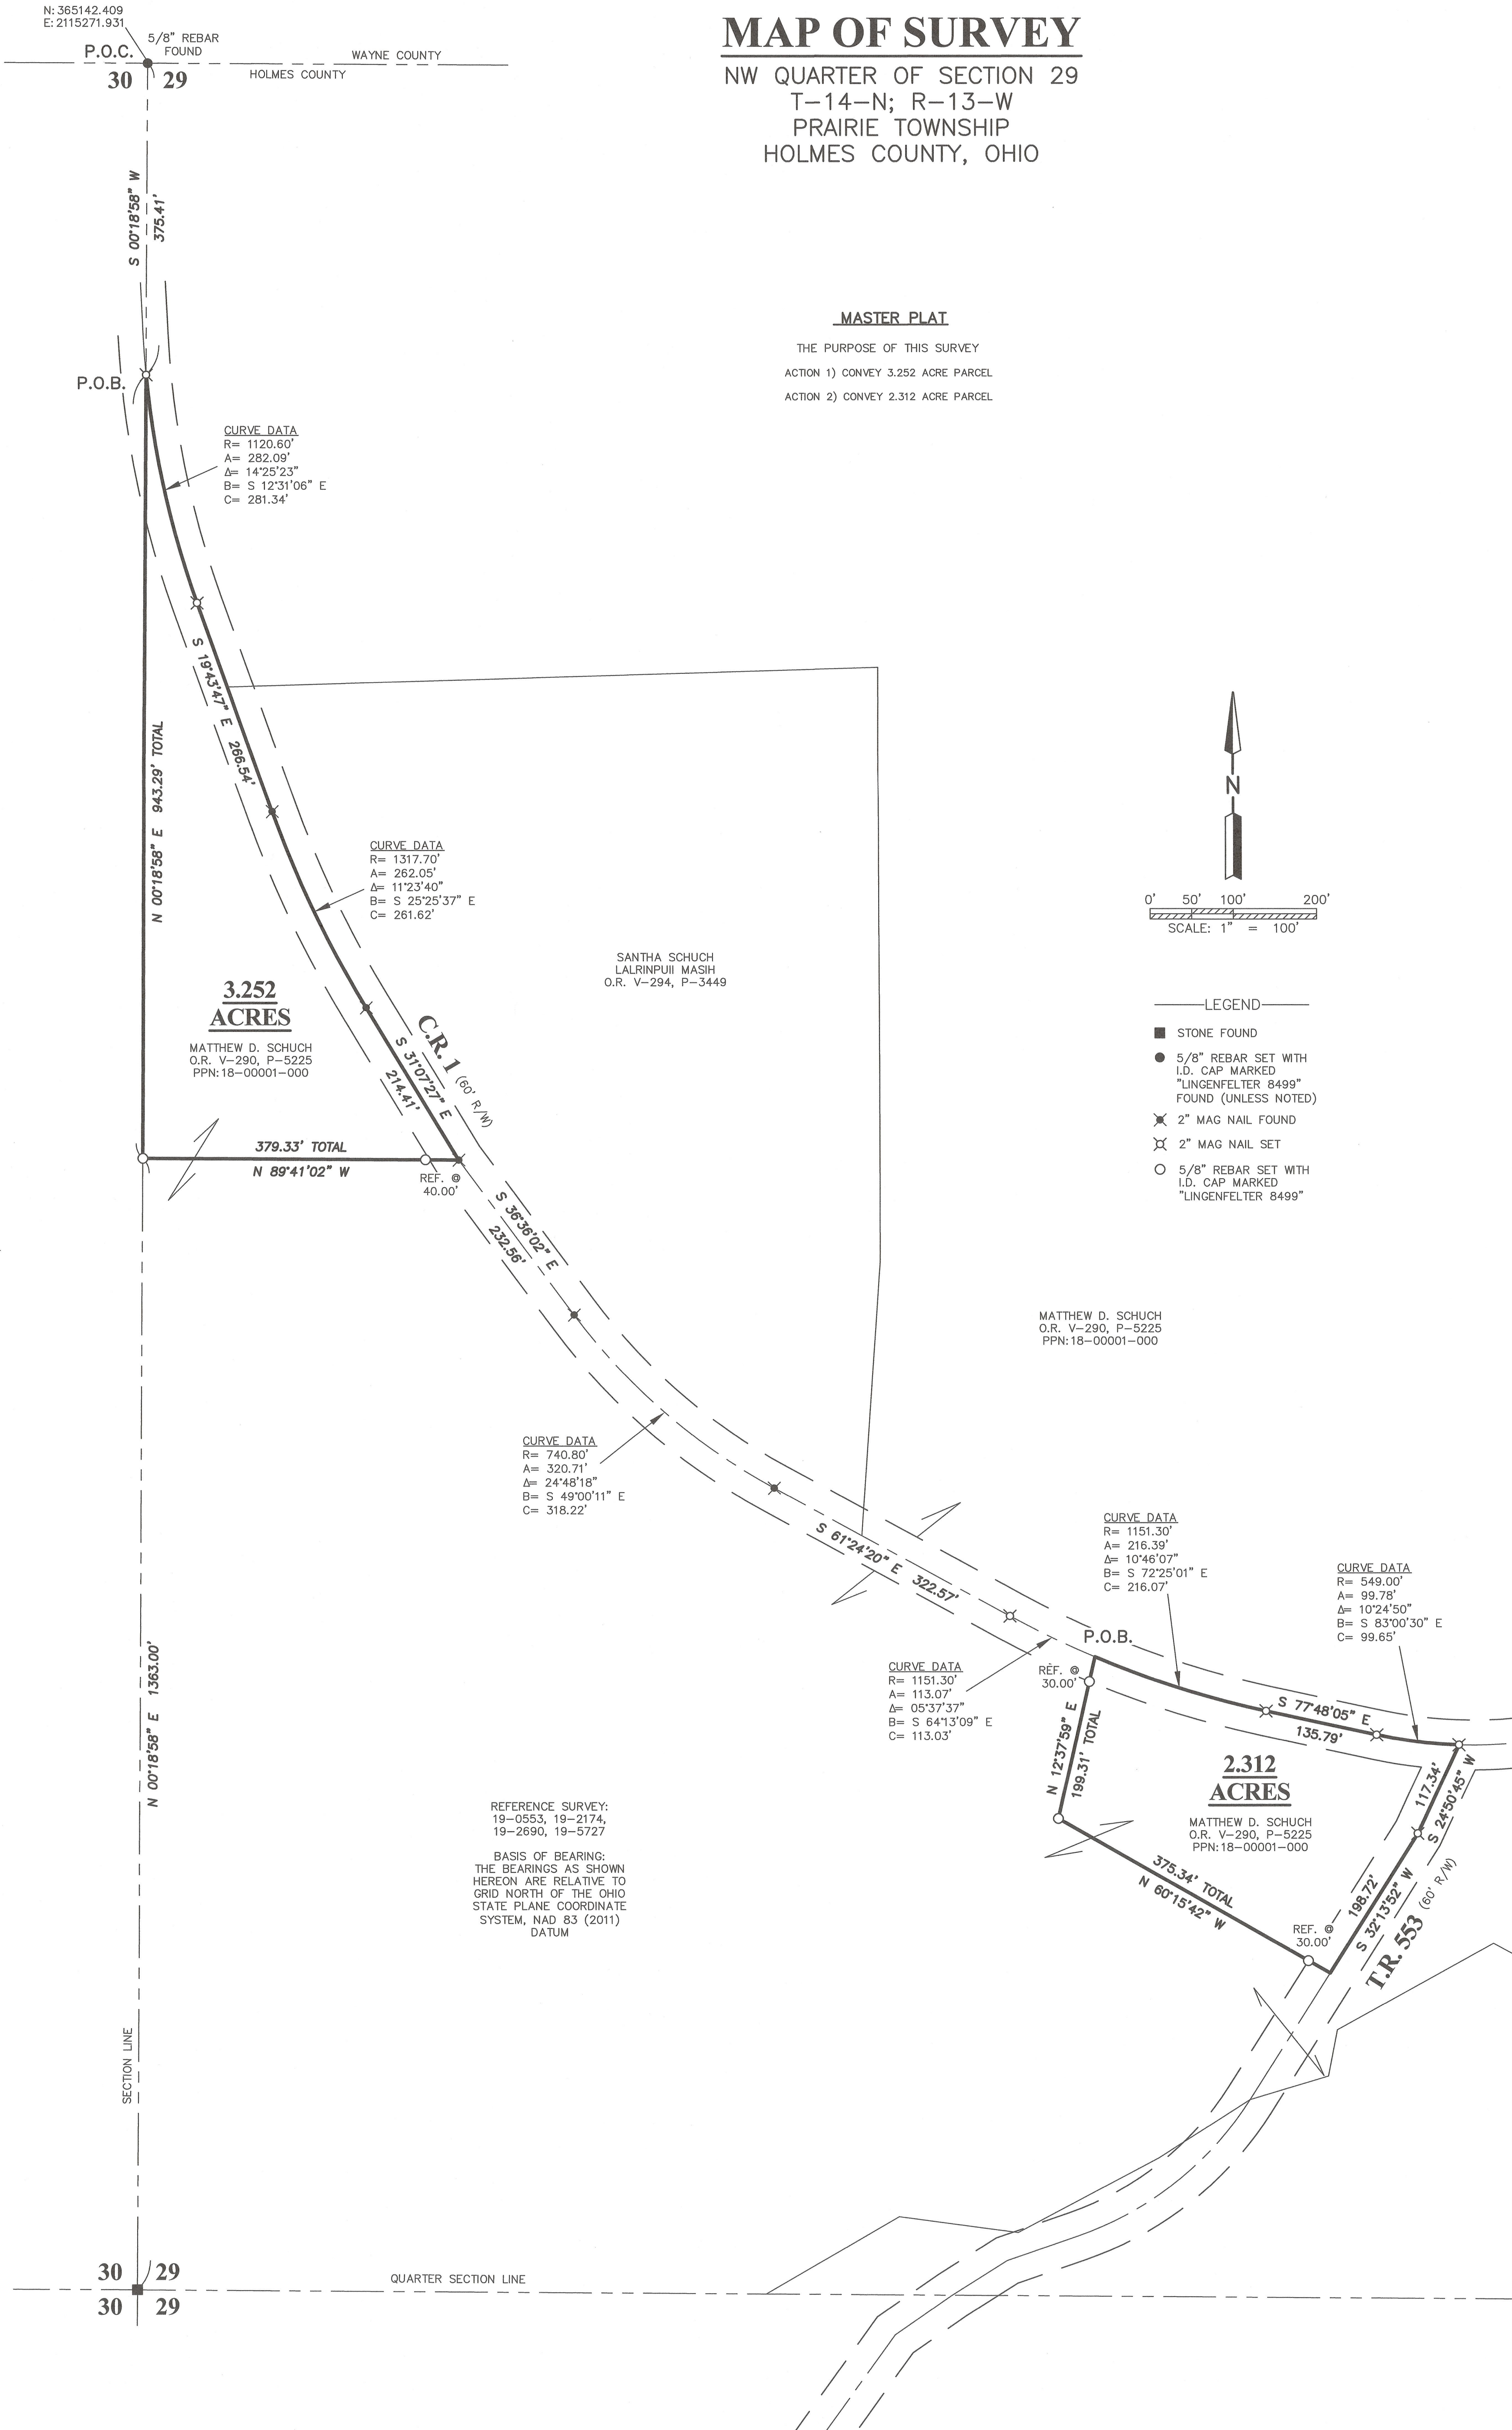 N: 365142.409
E: 2115271.931
5/8" REBAR
FOUND
P.O.C.
30 29
WAYNE COUNTY
HOLMES COUNTY
MAP OF SURVEY
NW QUARTER OF SECTION 29
T-14-N; R-13-W
PRAIRIE TOWNSHIP
HOLMES COUNTY, OHIO
S 00°18'58" W
375.41'
MASTER PLAT
THE PURPOSE OF THIS SURVEY
ACTION 1) CONVEY 3.252 ACRE PARCEL
ACTION 2) CONVEY 2.312 ACRE PARCEL
P.O.B.
CURVE DATA
R= 1120.60'
A= 282.09'
Δ= 14°25'23"
B= S 12°31'06" E
C= 281.34'
S 19°43'47" E 266.54'
N 00°18'58" E 943.29' TOTAL
CURVE DATA
R= 1317.70'
A= 262.05'
Δ= 11°23'40"
B= S 25°25'37" E
C= 261.62'
SANTHA SCHUCH
LALRINPUII MASIH
O.R. V-294, P-3449
3.252
ACRES
MATTHEW D. SCHUCH
O.R. V-290, P-5225
PPN: 18-00001-000
C.R. 1 (60' R/W)
S 31°07'27" E
214.41'
379.33' TOTAL
N 89°41'02" W
REF. @
40.00'
N
0' 50' 100' 200'
SCALE: 1" = 100'
LEGEND
STONE FOUND
5/8" REBAR SET WITH
I.D. CAP MARKED
"LINGENFELTER 8499"
FOUND (UNLESS NOTED)
2" MAG NAIL FOUND
2" MAG NAIL SET
5/8" REBAR SET WITH
I.D. CAP MARKED
"LINGENFELTER 8499"
S 36°36'02" E
232.56'
MATTHEW D. SCHUCH
O.R. V-290, P-5225
PPN: 18-00001-000
CURVE DATA
R= 740.80'
A= 320.71'
Δ= 24°48'18"
B= S 49°00'11" E
C= 318.22'
S 61°24'20" E 322.57'
CURVE DATA
R= 1151.30'
A= 216.39'
Δ= 10°46'07"
B= S 72°25'01" E
C= 216.07'
CURVE DATA
R= 549.00'
A= 99.78'
Δ= 10°24'50"
B= S 83°00'30" E
C= 99.65'
P.O.B.
CURVE DATA
R= 1151.30'
A= 113.07'
Δ= 05°37'37"
B= S 64°13'09" E
C= 113.03'
REF. @
30.00'
S 77°48'05" E
135.79'
N 12°37'59" E
199.31' TOTAL
2.312
ACRES
MATTHEW D. SCHUCH
O.R. V-290, P-5225
PPN: 18-00001-000
117.34'
S 24°50'45" W
375.34' TOTAL
N 60°15'42" W
198.72'
S 32°13'52" W
T.R. 553 (60' R/W)
REF. @
30.00'
N 00°18'58" E 1363.00'
REFERENCE SURVEY:
19-0553, 19-2174,
19-2690, 19-5727
BASIS OF BEARING:
THE BEARINGS AS SHOWN
HEREON ARE RELATIVE TO
GRID NORTH OF THE OHIO
STATE PLANE COORDINATE
SYSTEM, NAD 83 (2011)
DATUM
SECTION LINE
30 29
QUARTER SECTION LINE
30 29